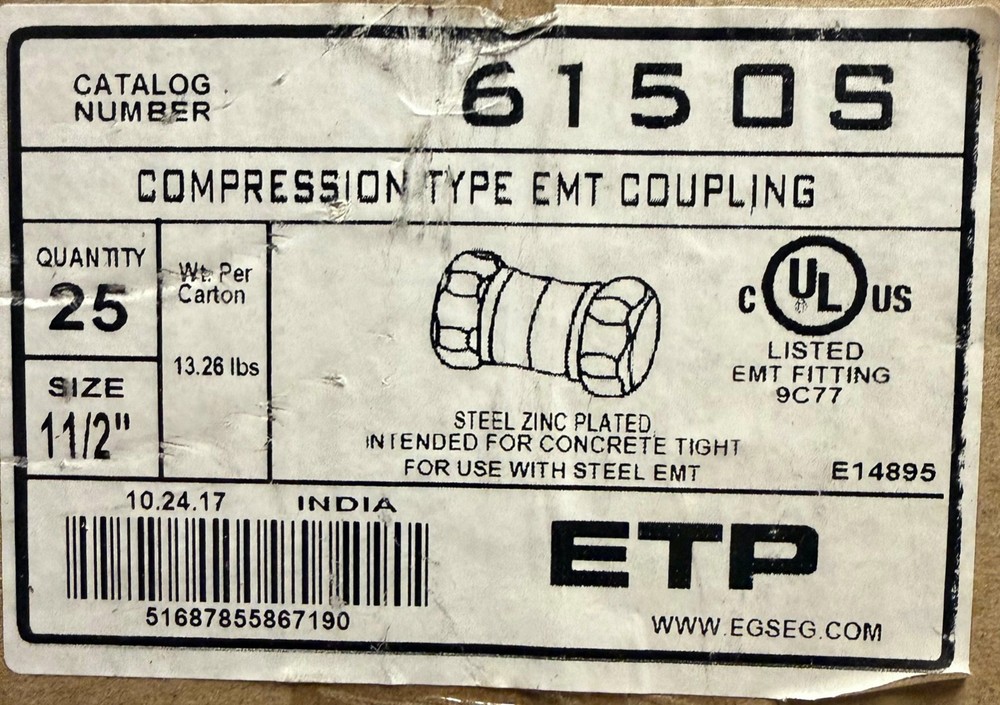 CATALOG
NUMBER
6150S
COMPRESSION TYPE EMT COUPLING
QUANTITY
25
Wt. Per
Carton
13.26 lbs
SIZE
1 1/2"
C UL US
LISTED
EMT FITTING
9C77
STEEL ZINC PLATED
INTENDED FOR CONCRETE TIGHT
FOR USE WITH STEEL EMT
E14895
10.24.17 INDIA
51687855867190
ETP
WWW.EGSEG.COM